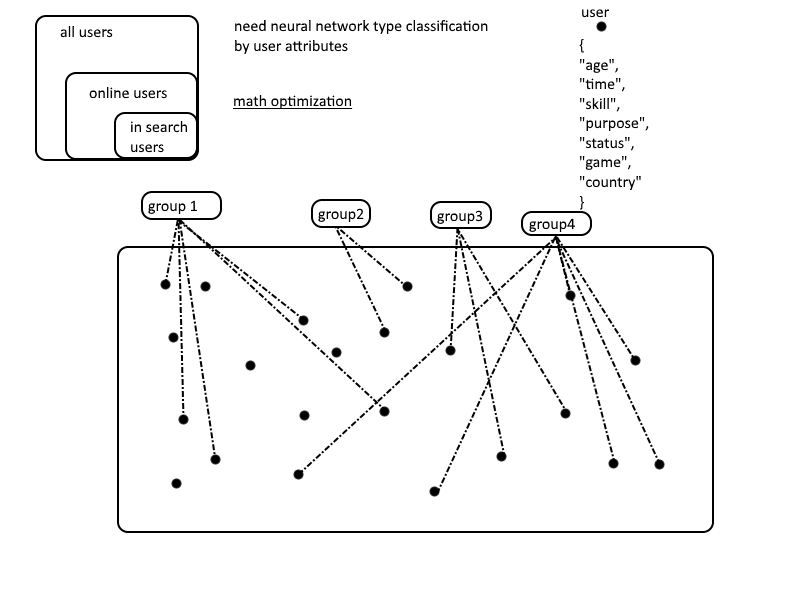 all users
online users
in search
users
need neural network type classification
by user attributes
math optimization
user
{
"age",
"time",
"skill",
"purpose",
"status",
"game",
"country"
}
group 1
group2
group3
group4